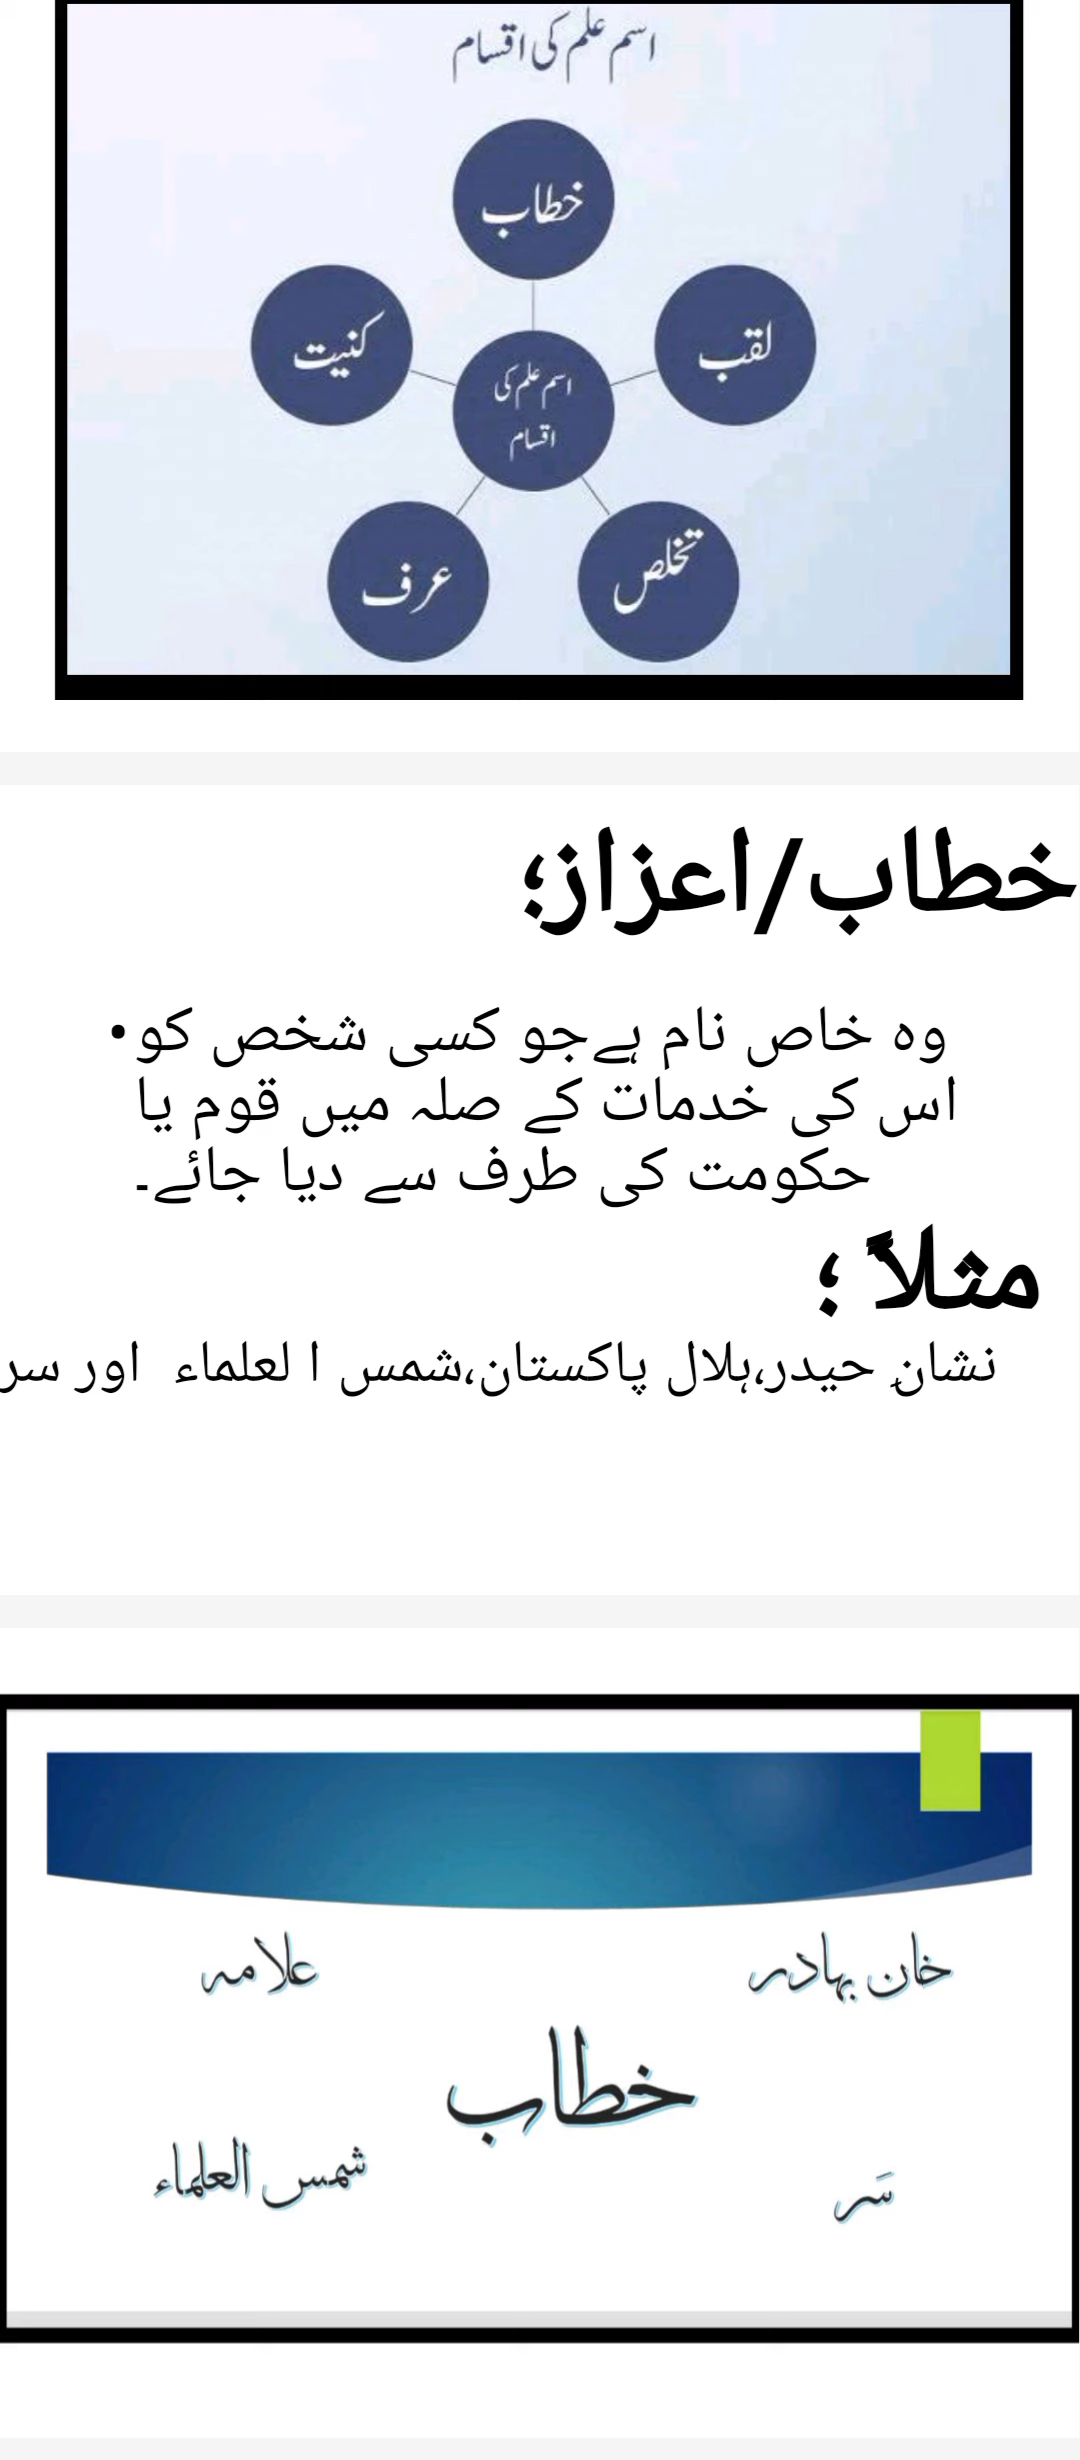 اسم علم کی اقسام
خطاب
لقب
کنیت
اسم علم کی
اقسام
تخلص
عرف
خطاب/اعزاز؛
• وہ خاص نام ہےجو کسی شخص کو
اس کی خدمات کے صلہ میں قوم یا
حکومت کی طرف سے دیا جائے۔
مثلاً ؛
نشانِ حیدر،ہلال پاکستان،شمس ا لعلماء اور سر
خان بہادر
علامہ
خطاب
شمس العلماء
سَر